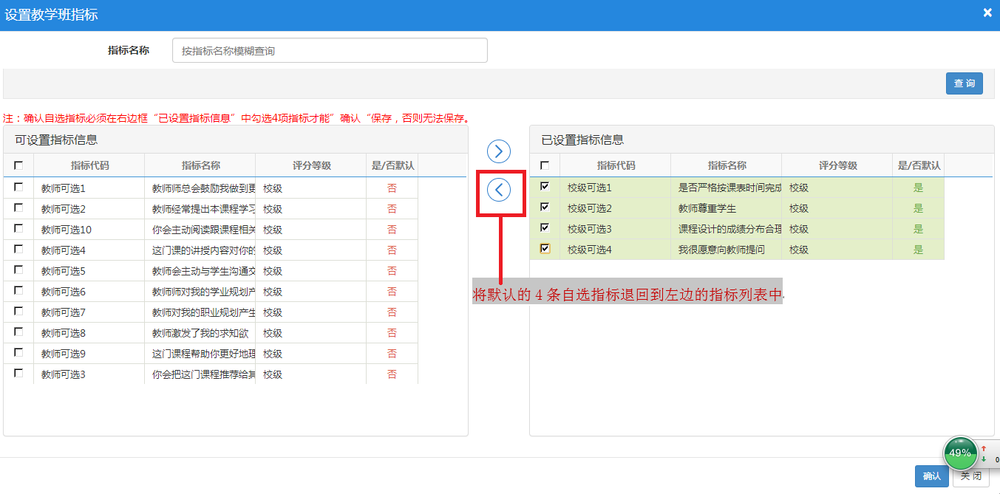 设置教学班指标
×
指标名称 按指标名称模糊查询
查 询
注：确认自选指标必须在右边框“已设置指标信息”中勾选4项指标才能”确认“保存，否则无法保存。
可设置指标信息
指标代码 指标名称 评分等级 是/否默认
教师可选1 教师师总会鼓励我做到更 校级 否
教师可选2 教师经常提出本课程学习 校级 否
教师可选10 你会主动阅读跟课程相关 校级 否
教师可选4 这门课的讲授内容对你的 校级 否
教师可选5 教师会主动与学生沟通交 校级 否
教师可选6 教师师对我的学业规划产 校级 否
教师可选7 教师对我的职业规划产生 校级 否
教师可选8 教师激发了我的求知欲 校级 否
教师可选9 这门课程帮助你更好地理 校级 否
教师可选3 你会把这门课程推荐给其 校级 否
已设置指标信息
指标代码 指标名称 评分等级 是/否默认
校级可选1 是否严格按课表时间完成 校级 是
校级可选2 教师尊重学生 校级 是
校级可选3 课程设计的成绩分布合理 校级 是
校级可选4 我很愿意向教师提问 校级 是
将默认的 4 条自选指标退回到左边的指标列表中.
49%
0
确认 关 闭